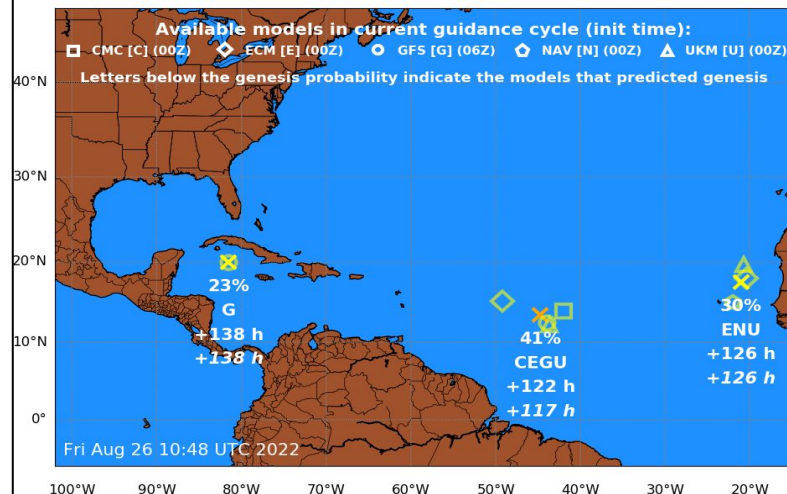 Available models in current guidance cycle (init time):
CMC [C] (00Z) ECM [E] (00Z) GFS [G] (06Z) NAV [N] (00Z) UKM [U] (00Z)
Letters below the genesis probability indicate the models that predicted genesis
40°N
30°N
20°N
10°N
0°
23%
G
+138 h
+138 h
41%
CEGU
+122 h
+117 h
30%
ENU
+126 h
+126 h
Fri Aug 26 10:48 UTC 2022
100°W 90°W 80°W 70°W 60°W 50°W 40°W 30°W 20°W